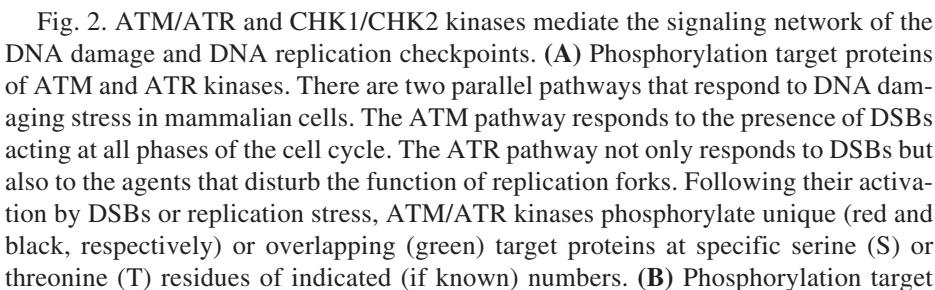 Fig. 2. ATM/ATR and CHK1/CHK2 kinases mediate the signaling network of the
DNA damage and DNA replication checkpoints. (A) Phosphorylation target proteins
of ATM and ATR kinases. There are two parallel pathways that respond to DNA dam-
aging stress in mammalian cells. The ATM pathway responds to the presence of DSBs
acting at all phases of the cell cycle. The ATR pathway not only responds to DSBs but
also to the agents that disturb the function of replication forks. Following their activa-
tion by DSBs or replication stress, ATM/ATR kinases phosphorylate unique (red and
black, respectively) or overlapping (green) target proteins at specific serine (S) or
threonine (T) residues of indicated (if known) numbers. (B) Phosphorylation target